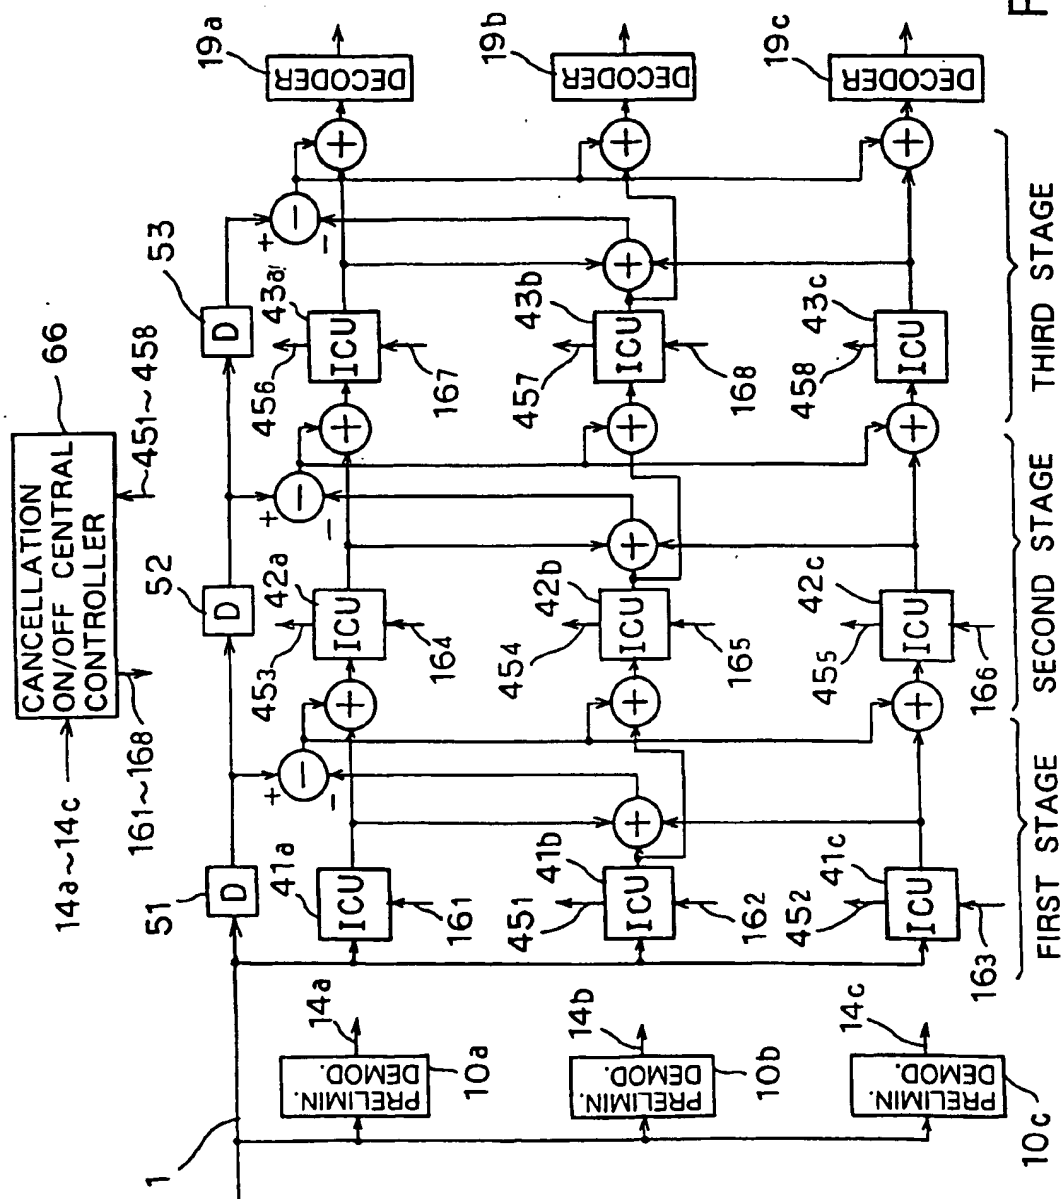 CANCELLATION
ON/OFF CENTRAL
CONTROLLER
66
14a~14c
161~168
451~458
1
51
D
52
D
53
D
+
-
-
+
-
-
+
-
-
PRELIMIN.
DEMOD.
14a
10a
41a
ICU
161
+
453
42a
ICU
164
+
456
43a
ICU
167
+
DECODER
19a
PRELIMIN.
DEMOD.
14b
10b
451
41b
ICU
162
+
+
454
42b
ICU
165
+
+
457
43b
ICU
168
+
+
DECODER
19b
PRELIMIN.
DEMOD.
14c
10c
452
41c
ICU
163
+
455
42c
ICU
166
+
458
43c
ICU
+
DECODER
19c
FIRST STAGE
SECOND STAGE
THIRD STAGE